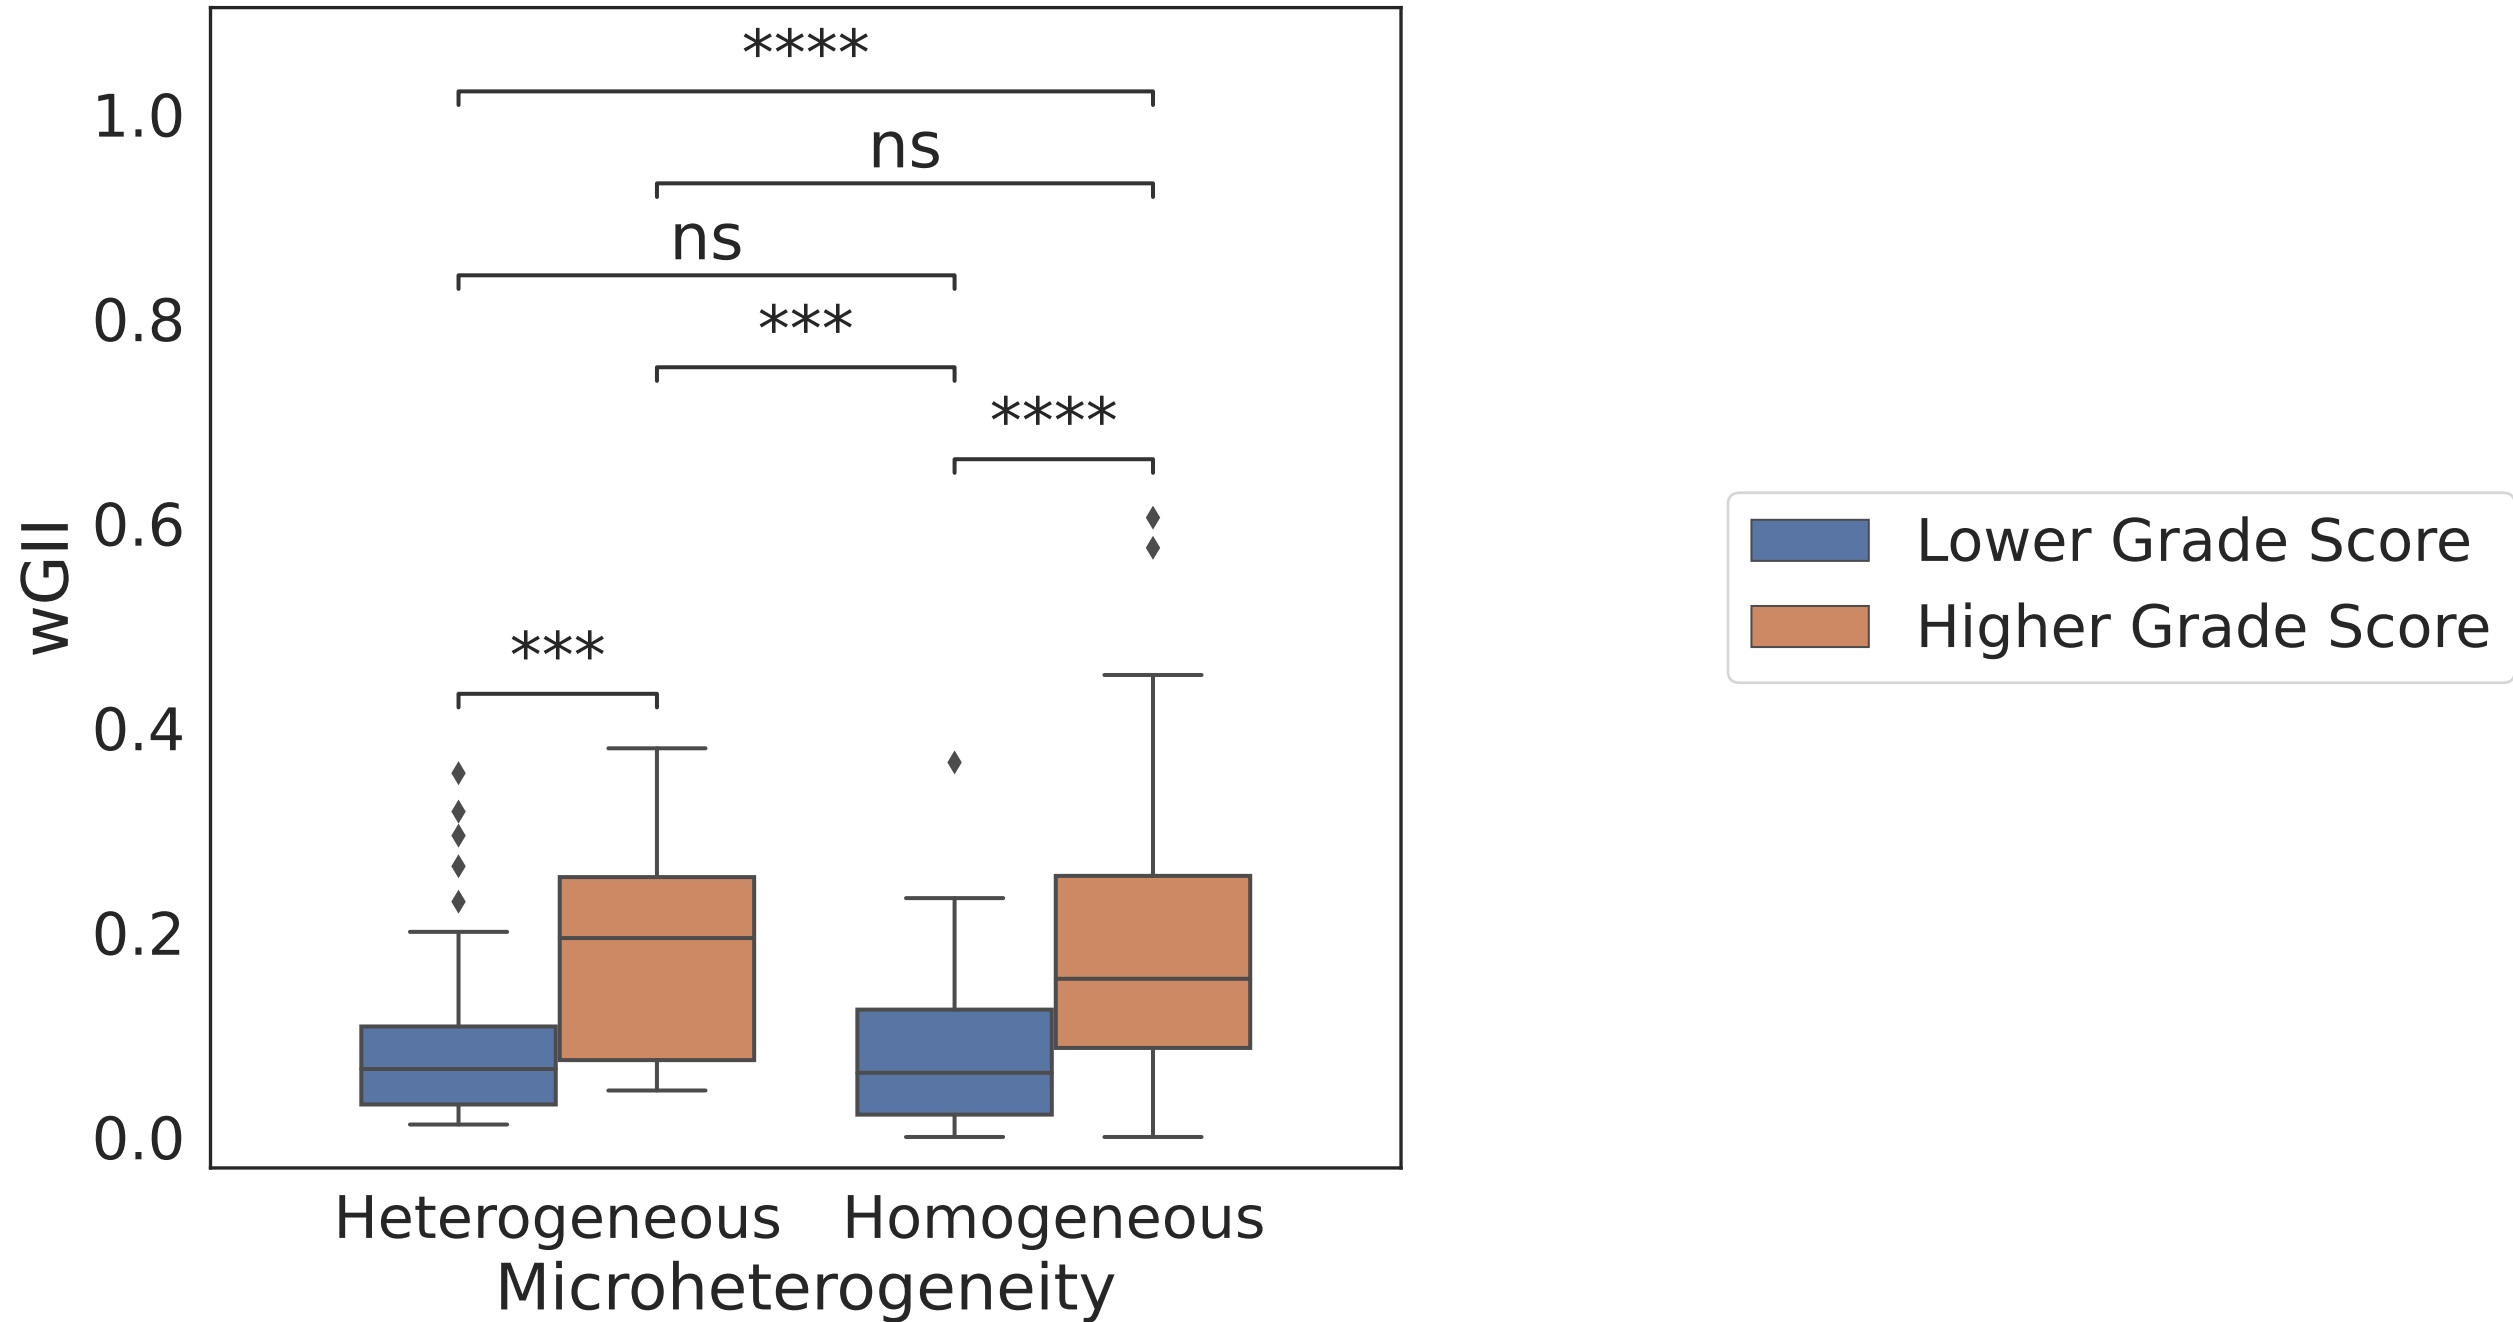 ****
1.0
ns
ns
0.8
***
****
0.6
wGII
Lower Grade Score
Higher Grade Score
***
0.4
0.2
0.0
Heterogeneous Homogeneous
Microheterogeneity